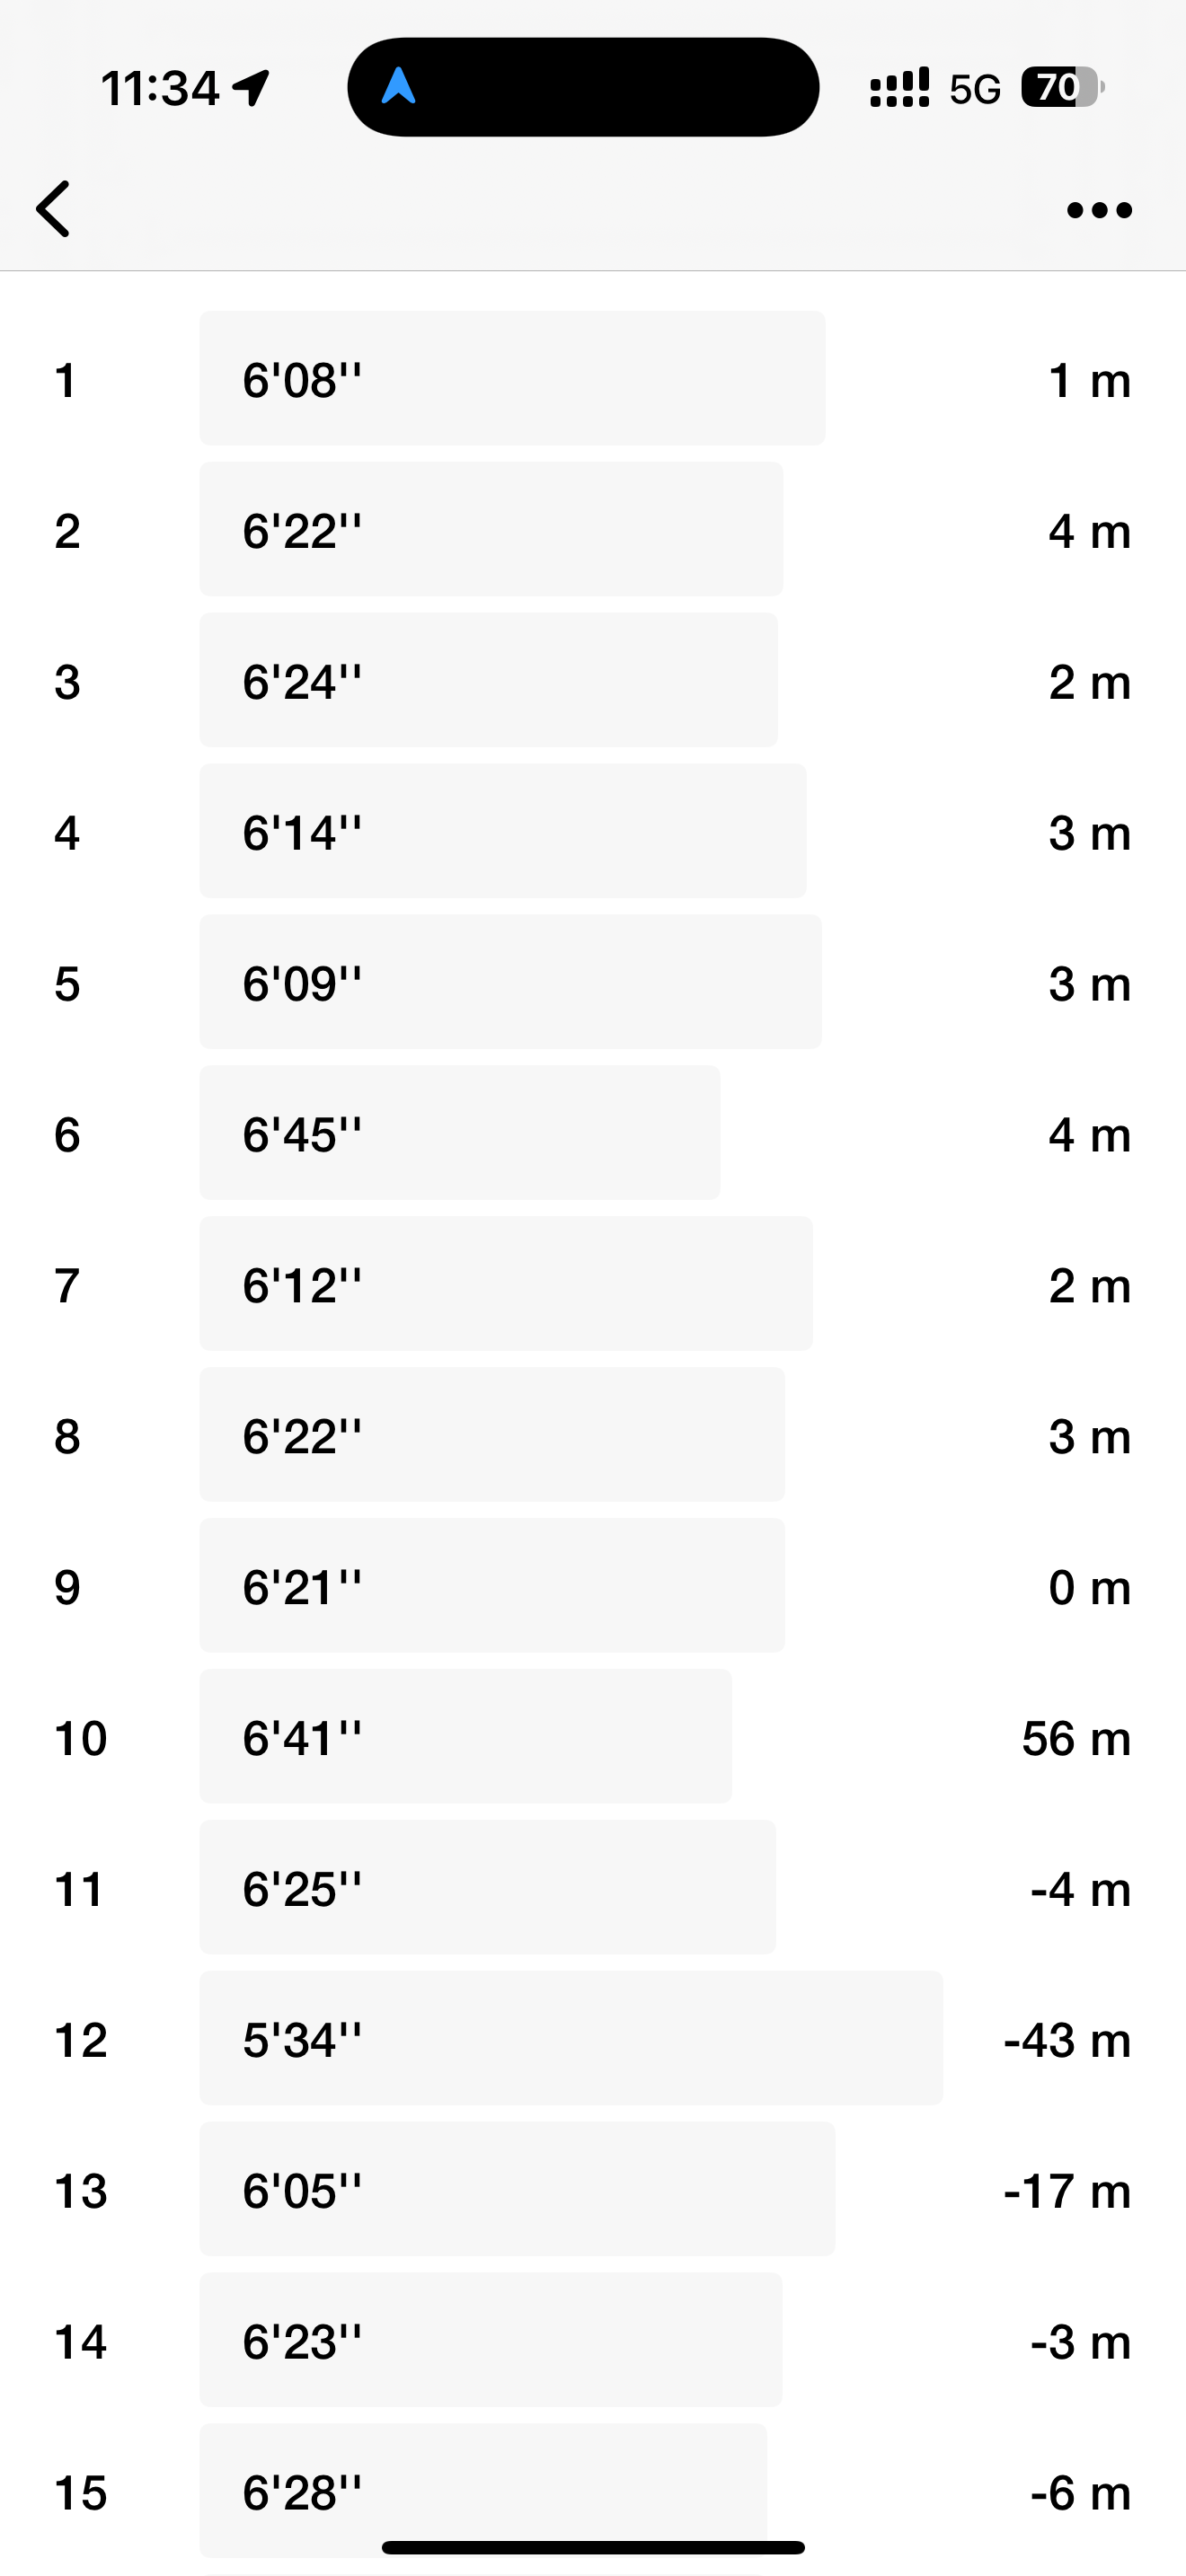 11:34 5G 70
1 6'08'' 1 m
2 6'22'' 4 m
3 6'24'' 2 m
4 6'14'' 3 m
5 6'09'' 3 m
6 6'45'' 4 m
7 6'12'' 2 m
8 6'22'' 3 m
9 6'21'' 0 m
10 6'41'' 56 m
11 6'25'' -4 m
12 5'34'' -43 m
13 6'05'' -17 m
14 6'23'' -3 m
15 6'28'' -6 m